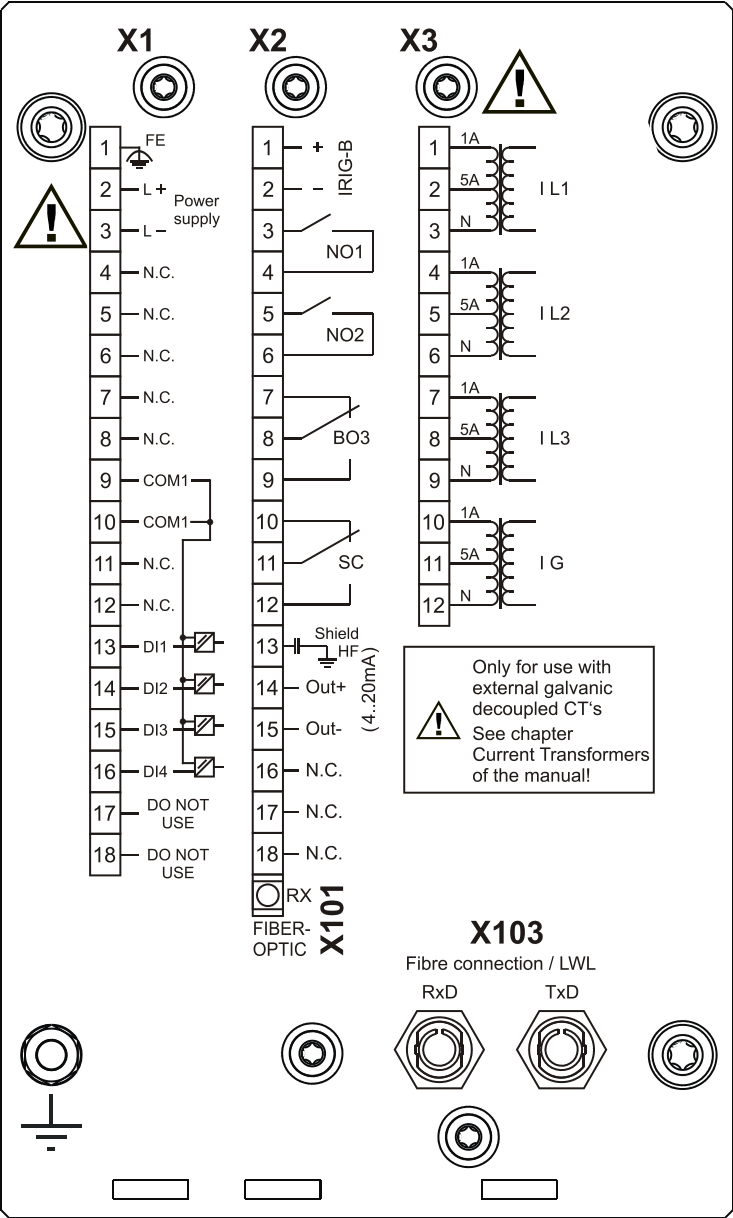 X1
X2
X3
1
FE
2
L+
Power
supply
3
L–
4
N.C.
5
N.C.
6
N.C.
7
N.C.
8
N.C.
9
COM1
10
COM1
11
N.C.
12
N.C.
13
DI1
14
DI2
15
DI3
16
DI4
17
DO NOT
USE
18
DO NOT
USE
1
+
2
–
IRIG-B
3
NO1
4
5
NO2
6
7
8
BO3
9
10
11
SC
12
13
Shield
HF
14
Out+
15
Out-
(4..20mA)
16
N.C.
17
N.C.
18
N.C.
RX
FIBER-
OPTIC
X101
!
1
1A
2
5A
I L1
3
N
4
1A
5
5A
I L2
6
N
7
1A
8
5A
I L3
9
N
10
1A
11
5A
I G
12
N
!
!
Only for use with
external galvanic
decoupled CT‘s
See chapter
Current Transformers
of the manual!
X103
Fibre connection / LWL
RxD
TxD